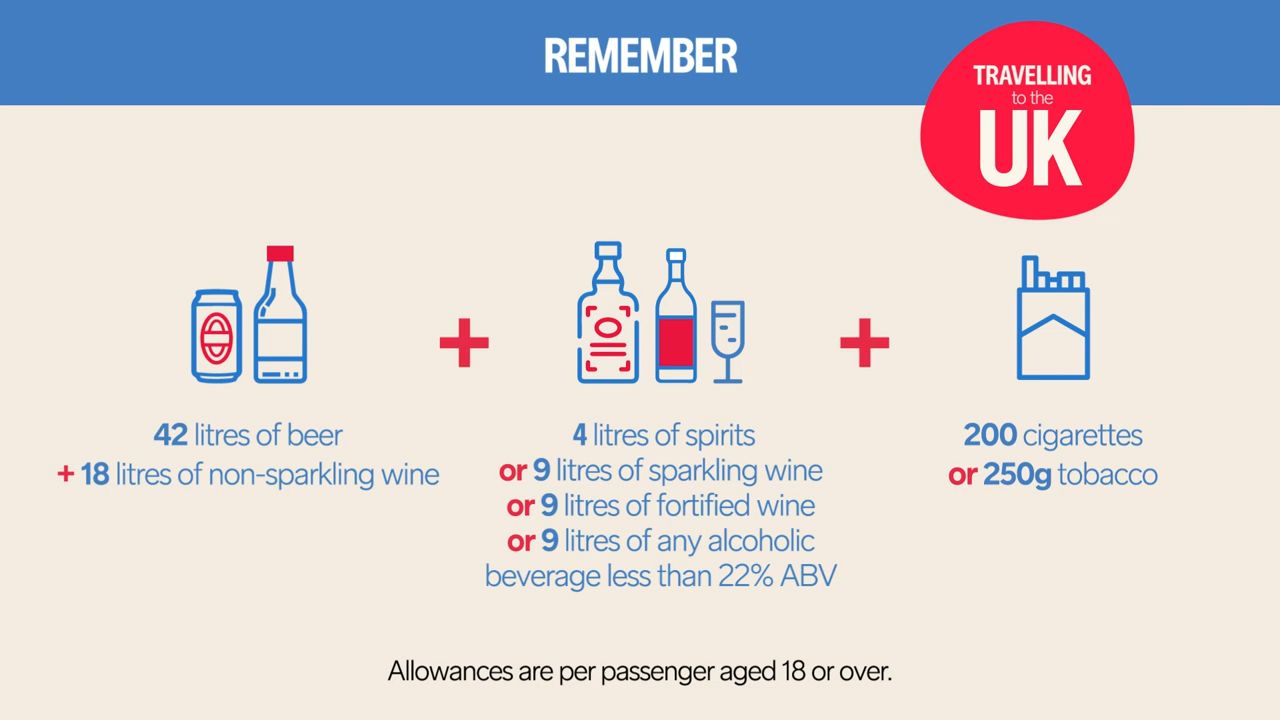 REMEMBER
TRAVELLING
to the
UK
42 litres of beer
+ 18 litres of non-sparkling wine
+
4 litres of spirits
or 9 litres of sparkling wine
or 9 litres of fortified wine
or 9 litres of any alcoholic
beverage less than 22% ABV
+
200 cigarettes
or 250g tobacco
Allowances are per passenger aged 18 or over.